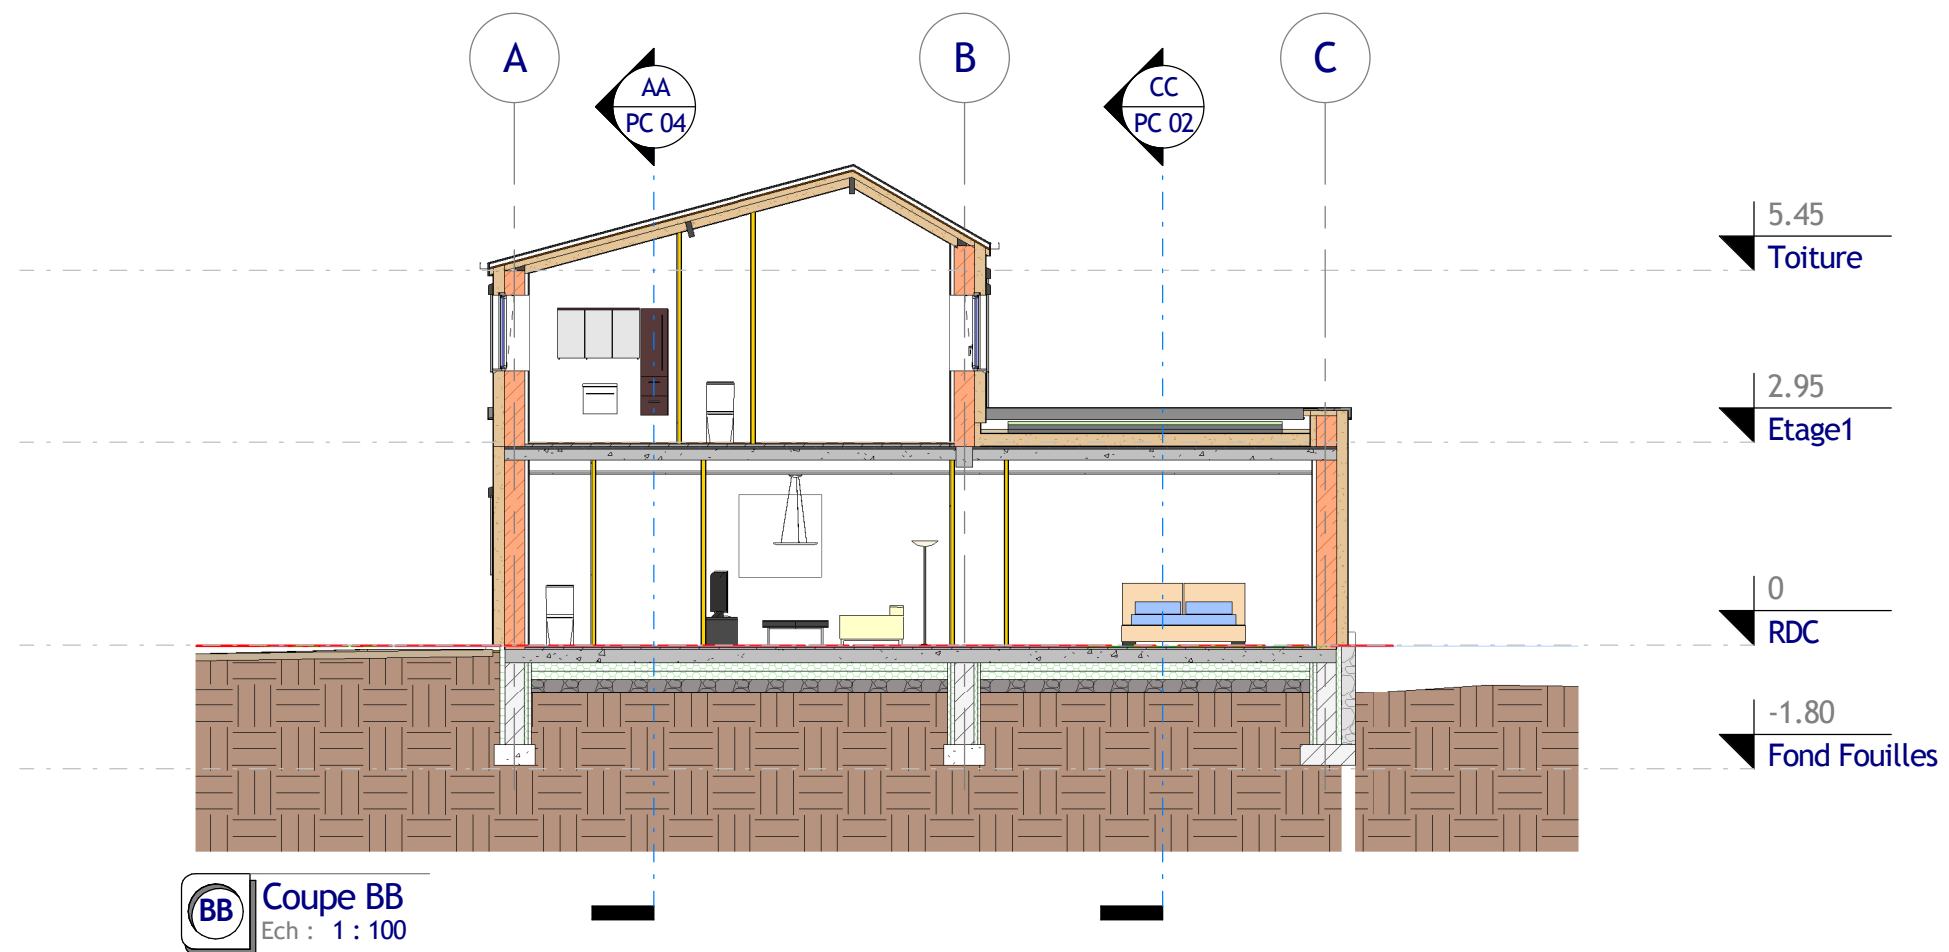 A
B
C
AA
PC 04
CC
PC 02
5.45
Toiture
2.95
Etage1
0
RDC
-1.80
Fond Fouilles
BB
Coupe BB
Ech : 1 : 100